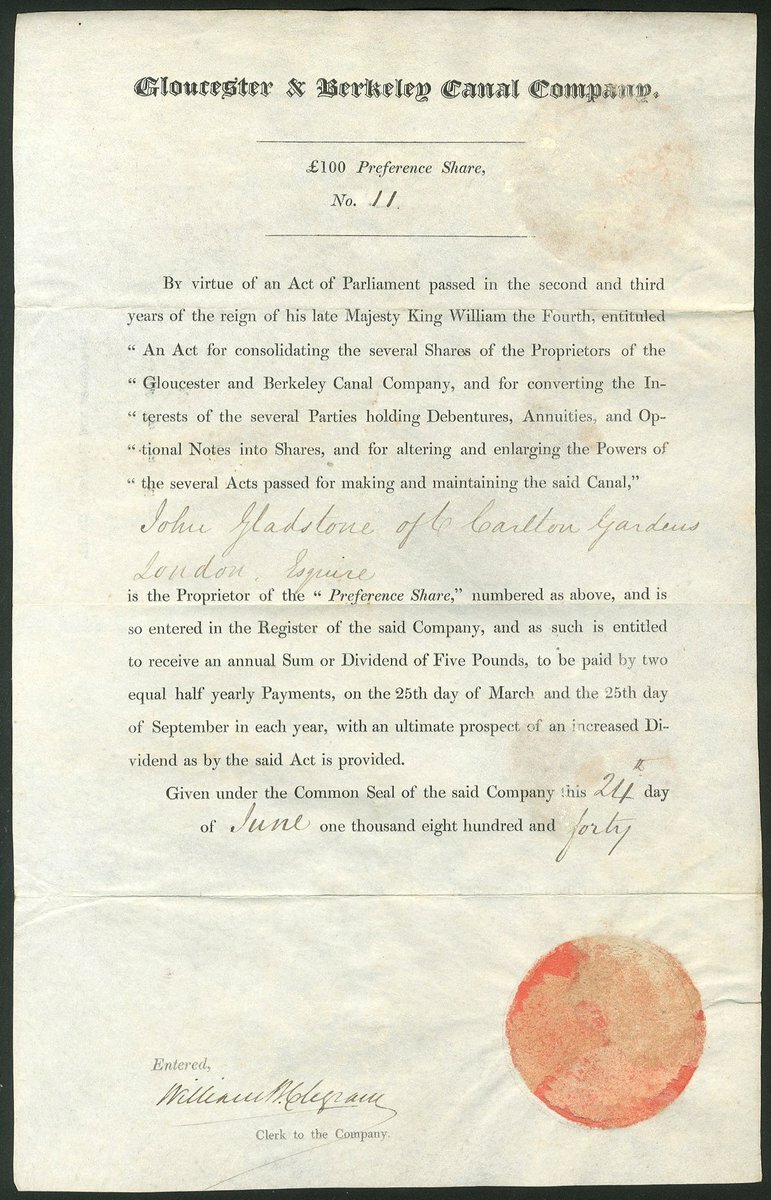 Gloucester & Berkeley Canal Company.
£100 Preference Share,
No. 11
By virtue of an Act of Parliament passed in the second and third
years of the reign of his late Majesty King William the Fourth, entituled
“ An Act for consolidating the several Shares of the Proprietors of the
“ Gloucester and Berkeley Canal Company, and for converting the In-
“ terests of the several Parties holding Debentures, Annuities, and Op-
“ tional Notes into Shares, and for altering and enlarging the Powers of
“ the several Acts passed for making and maintaining the said Canal,”
John Gladstone of 6 Carlton Gardens
London, Esquire
is the Proprietor of the “ Preference Share,” numbered as above, and is
so entered in the Register of the said Company, and as such is entitled
to receive an annual Sum or Dividend of Five Pounds, to be paid by two
equal half yearly Payments, on the 25th day of March and the 25th day
of September in each year, with an ultimate prospect of an increased Di-
vidend as by the said Act is provided.
Given under the Common Seal of the said Company this 24th day
of June one thousand eight hundred and forty
Entered,
William B Clegram
Clerk to the Company.